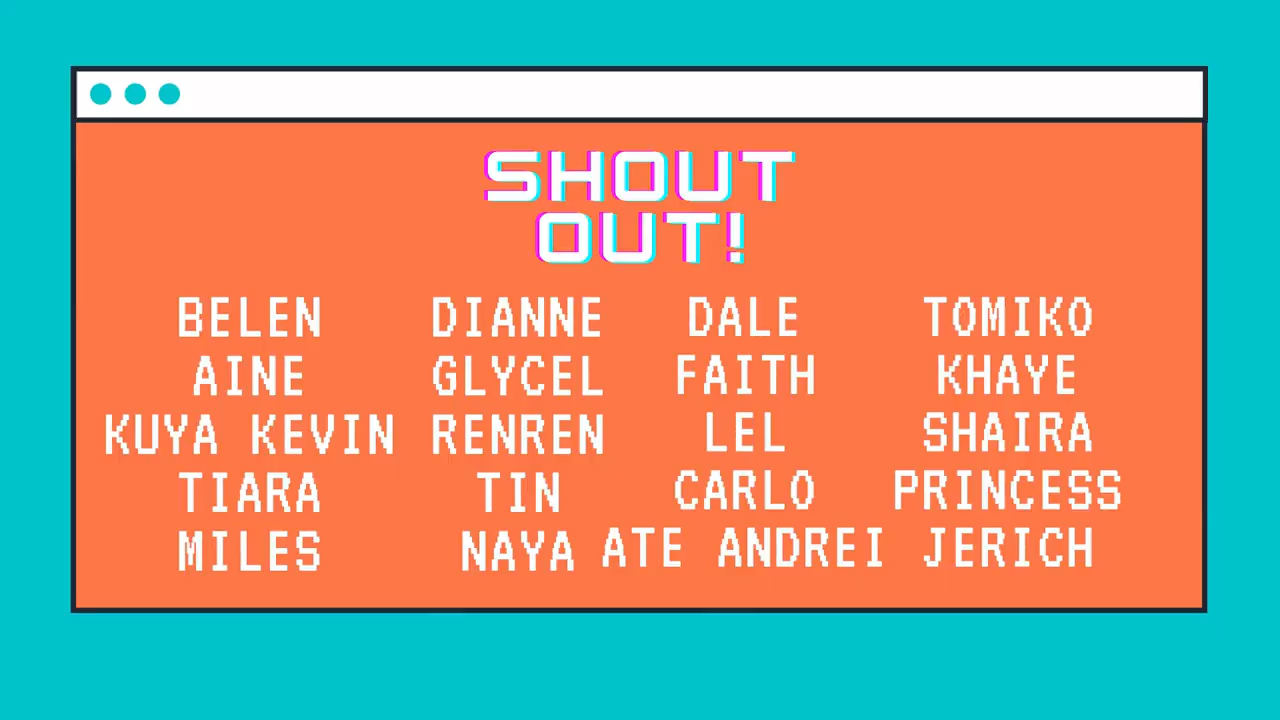 SHOUT
OUT!
BELEN
AINE
KUYA KEVIN
TIARA
MILES
DIANNE
GLYCEL
RENREN
TIN
NAYA
DALE
FAITH
LEL
CARLO
ATE ANDREI
TOMIKO
KHAYE
SHAIRA
PRINCESS
JERICH